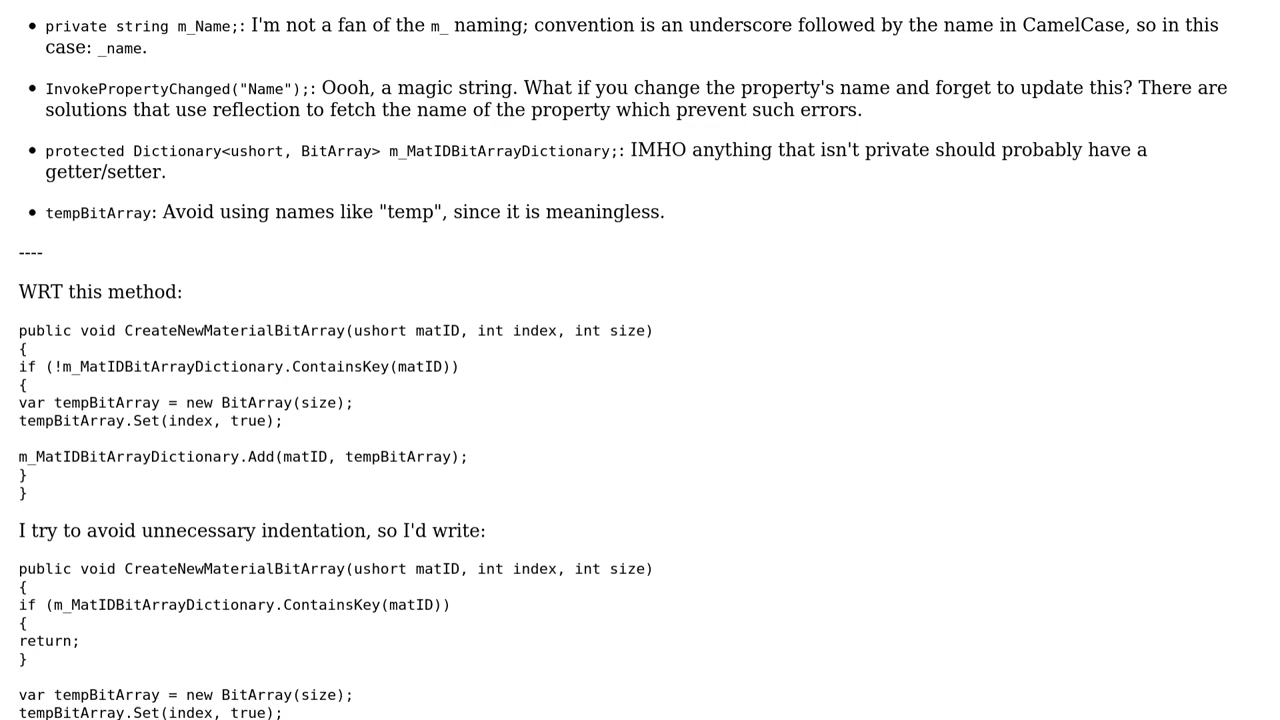 private string m_Name;: I'm not a fan of the m_ naming; convention is an underscore followed by the name in CamelCase, so in this
case: _name.
InvokePropertyChanged("Name");: Oooh, a magic string. What if you change the property's name and forget to update this? There are
solutions that use reflection to fetch the name of the property which prevent such errors.
protected Dictionary<ushort, BitArray> m_MatIDBitArrayDictionary;: IMHO anything that isn't private should probably have a
getter/setter.
tempBitArray: Avoid using names like "temp", since it is meaningless.
----
WRT this method:
public void CreateNewMaterialBitArray(ushort matID, int index, int size)
{
if (!m_MatIDBitArrayDictionary.ContainsKey(matID))
{
var tempBitArray = new BitArray(size);
tempBitArray.Set(index, true);
m_MatIDBitArrayDictionary.Add(matID, tempBitArray);
}
}
I try to avoid unnecessary indentation, so I'd write:
public void CreateNewMaterialBitArray(ushort matID, int index, int size)
{
if (m_MatIDBitArrayDictionary.ContainsKey(matID))
{
return;
}
var tempBitArray = new BitArray(size);
tempBitArray.Set(index, true);